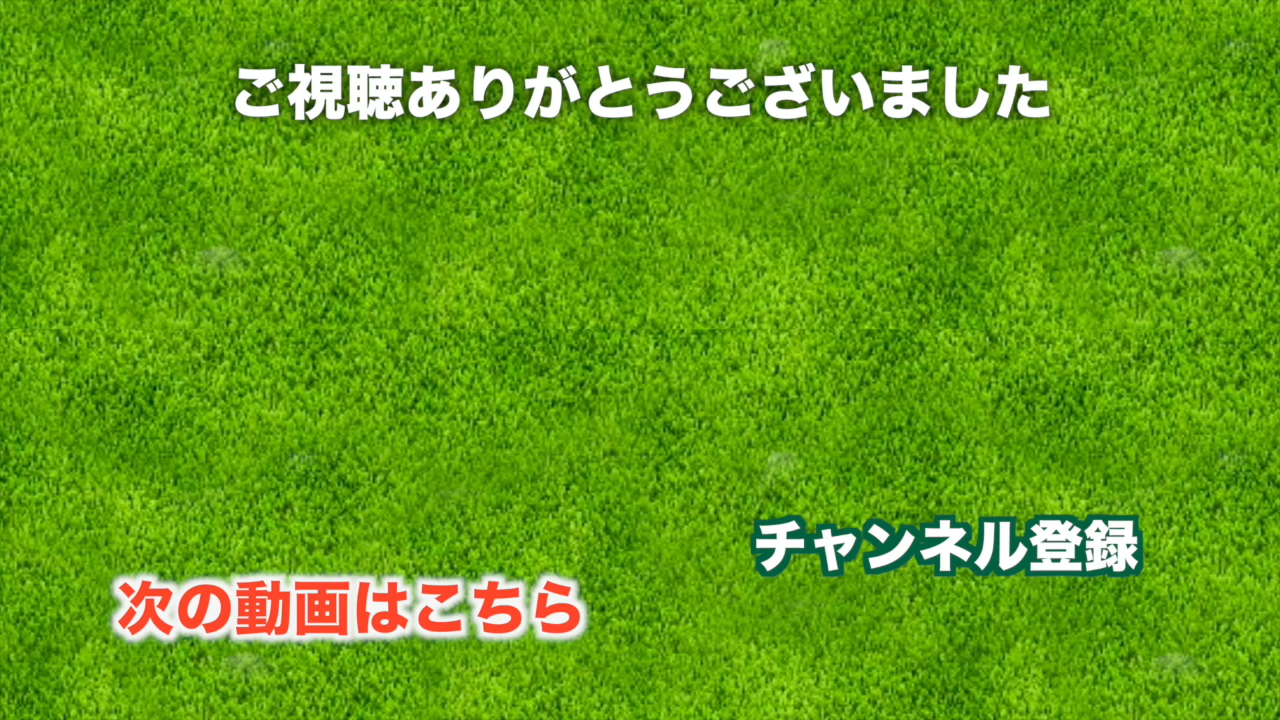 ご視聴ありがとうございました
チャンネル登録
次の動画はこちら